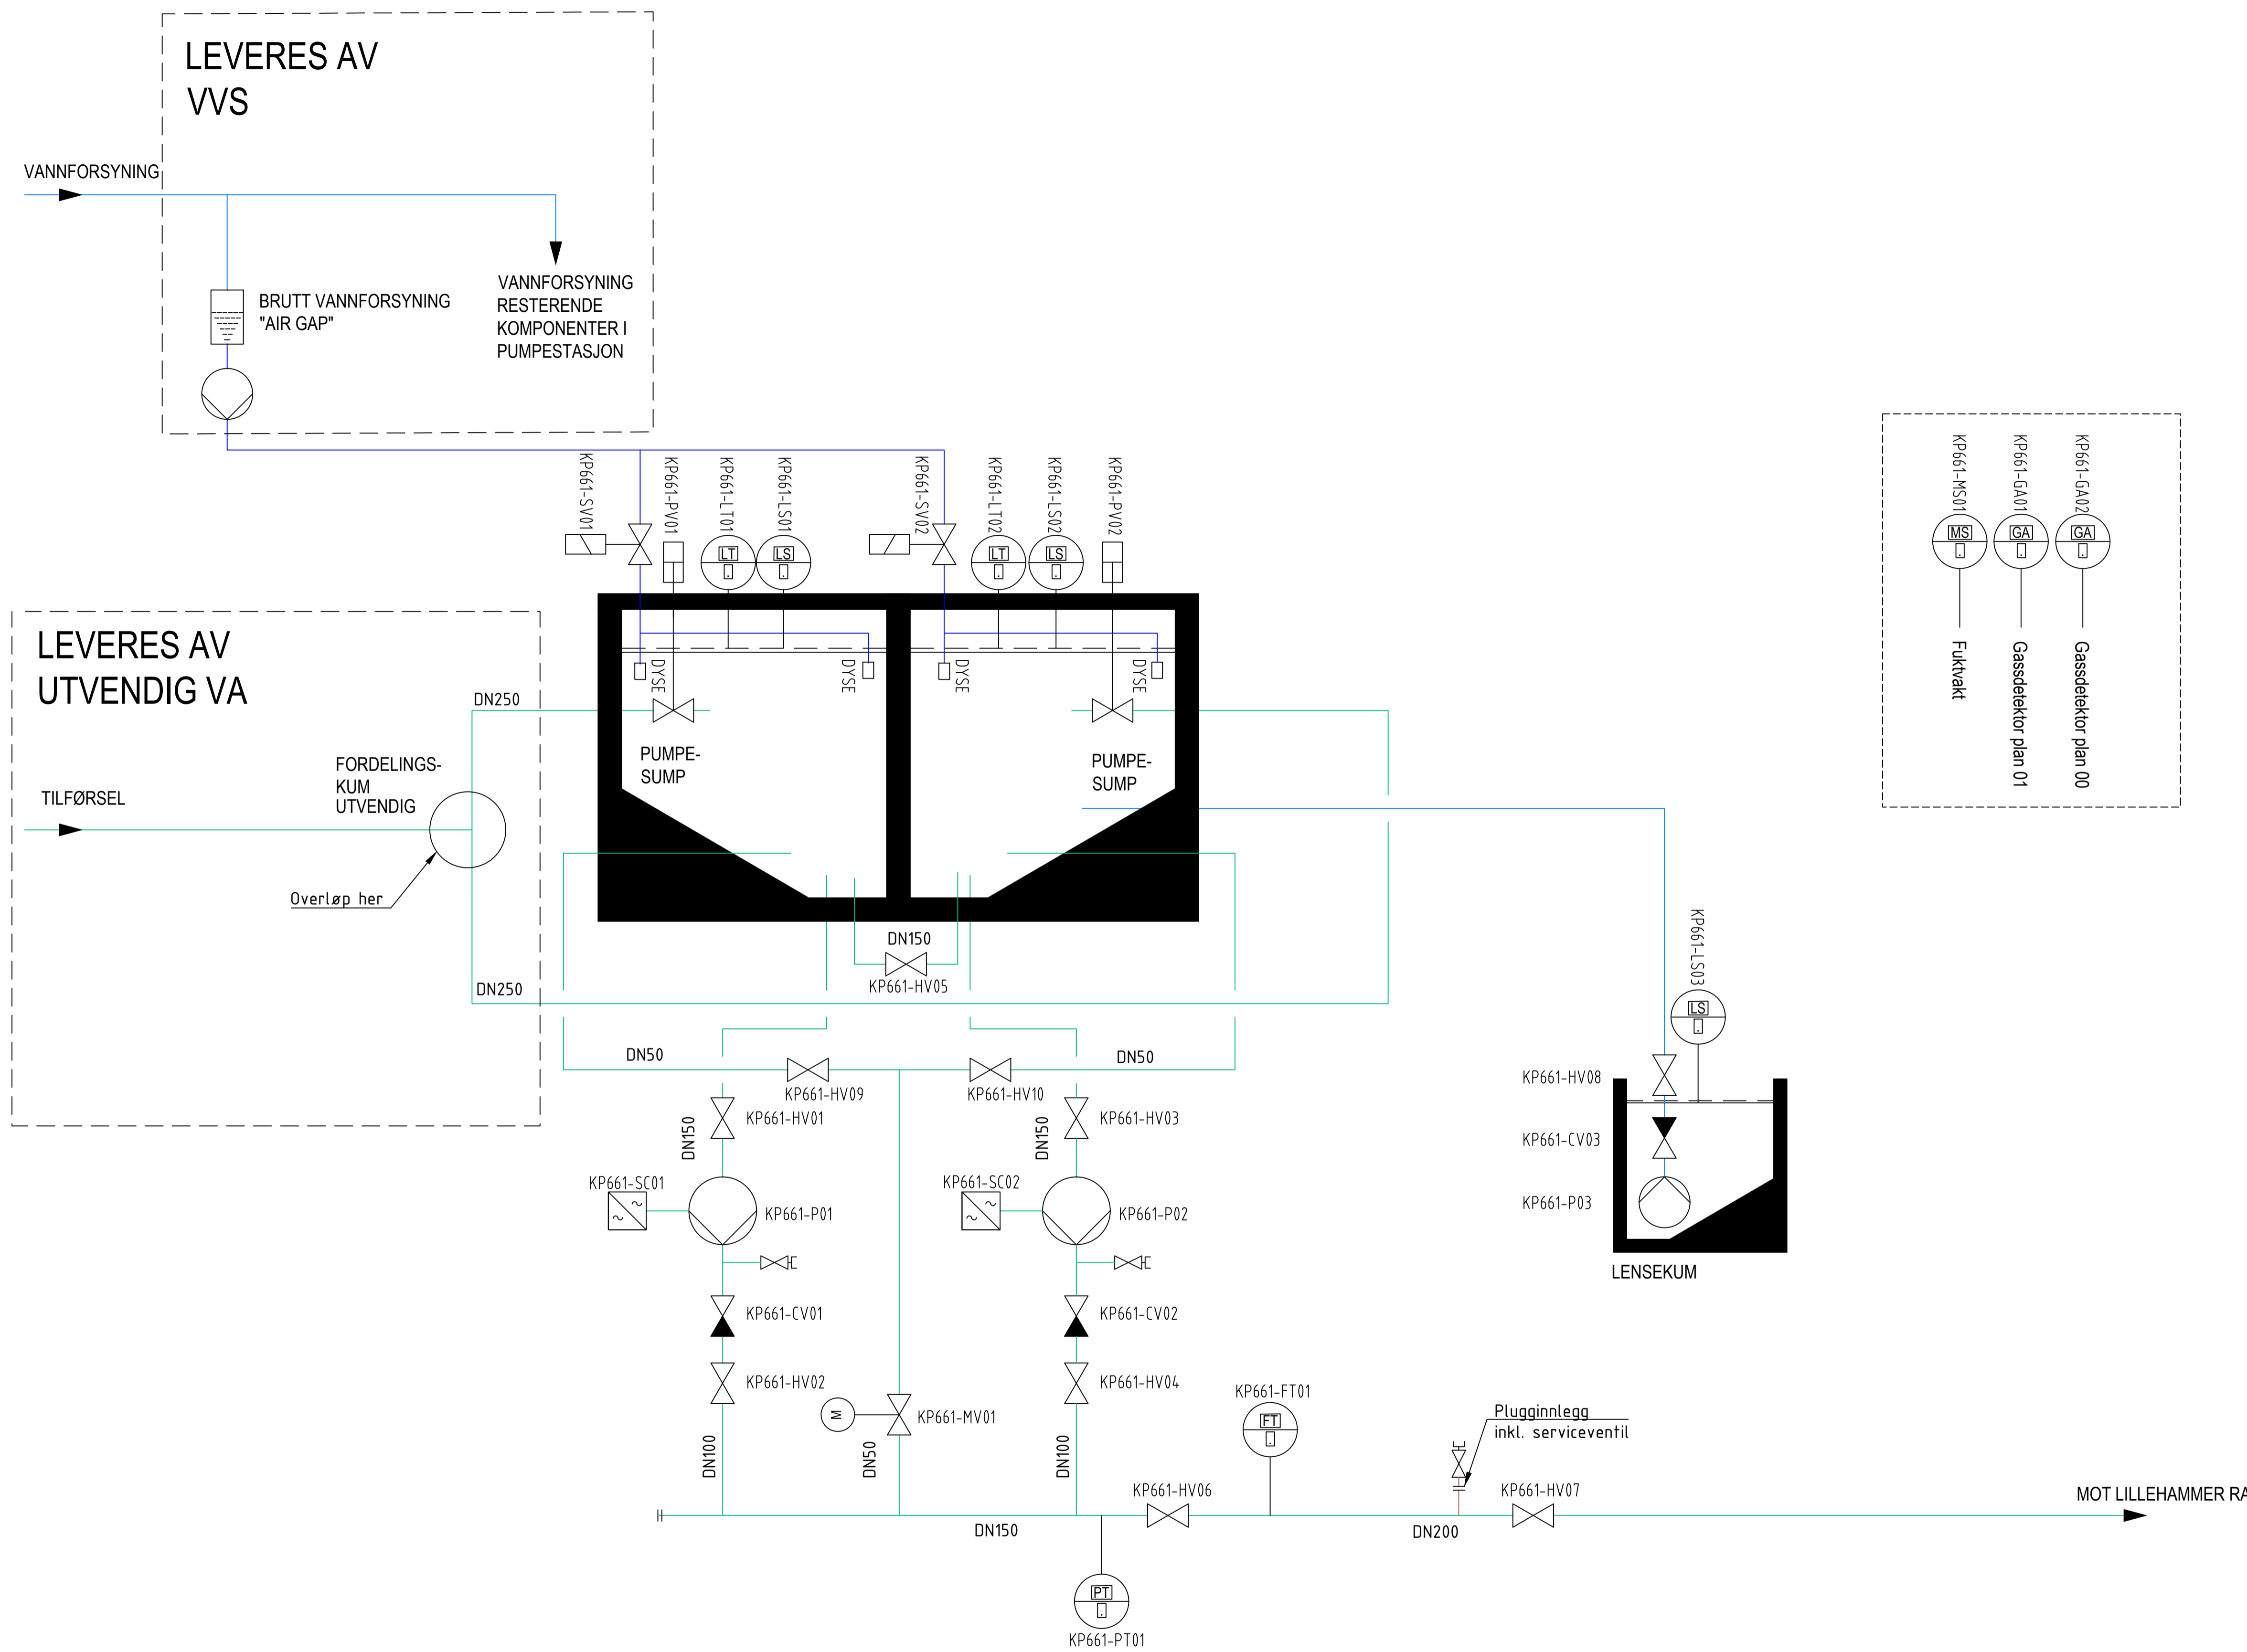 LEVERES AV
VVS
VANNFORSYNING
BRUTT VANNFORSYNING
"AIR GAP"
VANNFORSYNING
RESTERENDE
KOMPONENTER I
PUMPESTASJON
KP661-SV01
KP661-PV01
KP661-LT01
KP661-LS01
KP661-SV02
KP661-LT02
KP661-LS02
KP661-PV02
LT
LS
LT
LS
KP661-MS01
KP661-GA01
KP661-GA02
MS
GA
GA
Fuktvakt
Gassdetektor plan 01
Gassdetektor plan 00
LEVERES AV
UTVENDIG VA
DN250
FORDELINGS-
KUM
UTVENDIG
TILFØRSEL
Overløp her
DN250
DYSE
DYSE
DYSE
DYSE
PUMPE-
SUMP
PUMPE-
SUMP
DN150
KP661-HV05
DN50
DN50
KP661-HV09
KP661-HV10
KP661-HV01
KP661-HV03
DN150
DN150
KP661-SC01
KP661-SC02
KP661-P01
KP661-P02
KP661-CV01
KP661-CV02
KP661-HV02
KP661-HV04
M
KP661-MV01
DN100
DN50
DN100
KP661-LS03
LS
KP661-HV08
KP661-CV03
KP661-P03
LENSEKUM
KP661-FT01
FT
Plugginnlegg
inkl. serviceventil
KP661-HV06
KP661-HV07
MOT LILLEHAMMER RA
DN150
DN200
PT
KP661-PT01